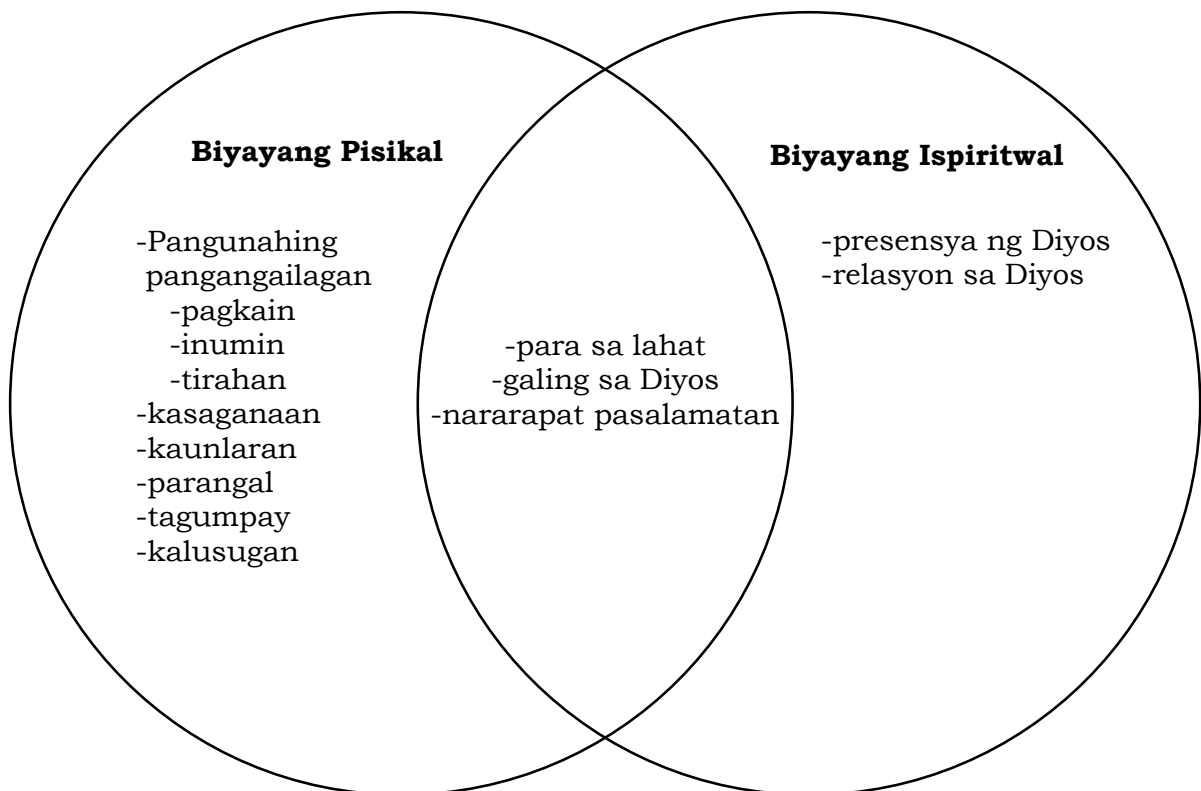 Biyayang Pisikal
-Pangunahing
pangangailagan
-pagkain
-inumin
-tirahan
-kasaganaan
-kaunlaran
-parangal
-tagumpay
-kalusugan
-para sa lahat
-galing sa Diyos
-nararapat pasalamatan
Biyayang Ispiritwal
-presensya ng Diyos
-relasyon sa Diyos